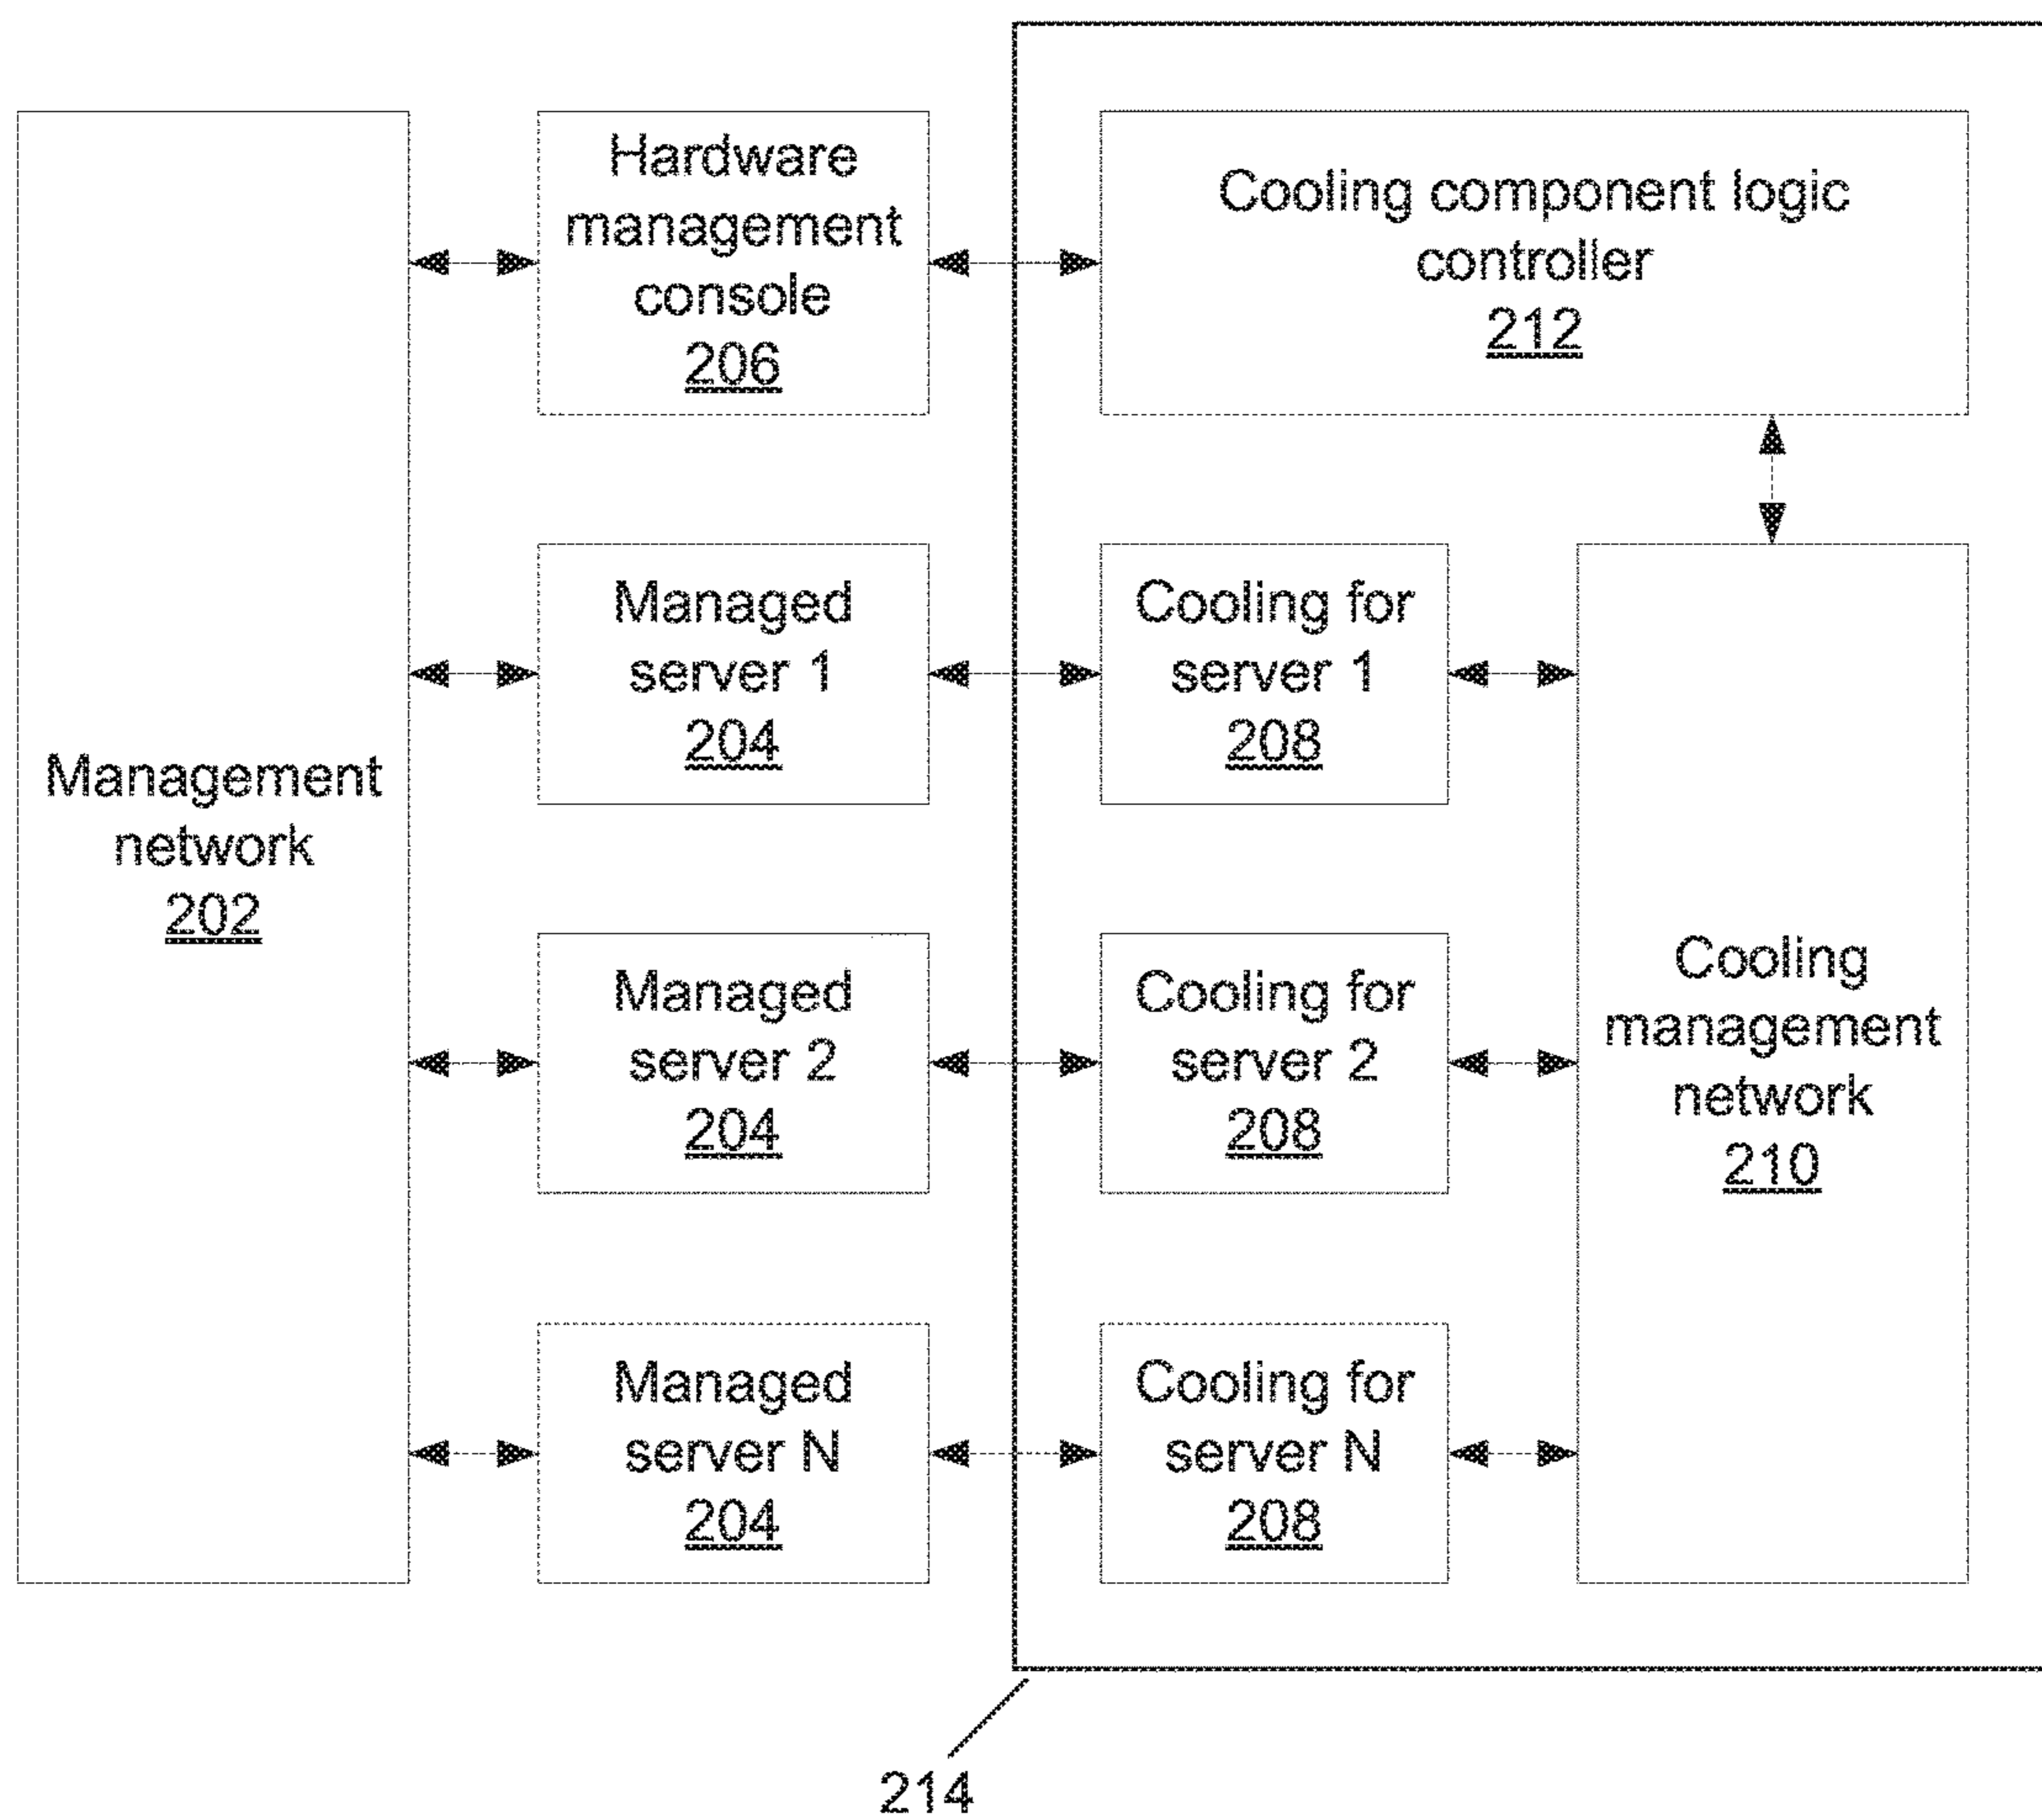 Hardware
management
console
206
Cooling component logic
controller
212
Managed
server 1
204
Cooling for
server 1
208
Management
network
202
Managed
server 2
204
Cooling for
server 2
208
Cooling
management
network
210
Managed
server N
204
Cooling for
server N
208
214